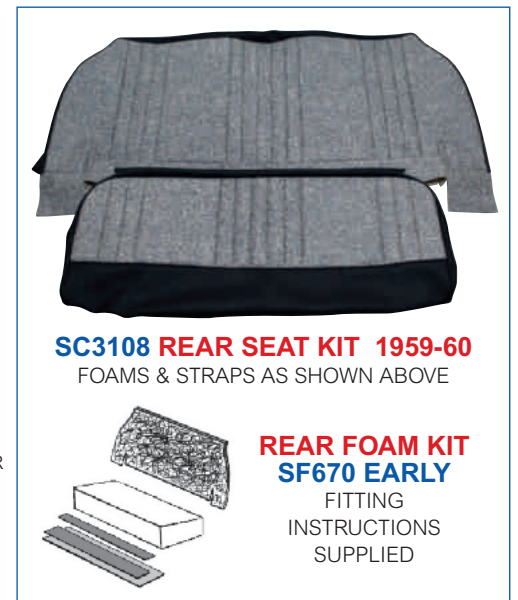 SC3108 REAR SEAT KIT 1959-60
FOAMS & STRAPS AS SHOWN ABOVE
R
REAR FOAM KIT
SF670 EARLY
FITTING
INSTRUCTIONS
SUPPLIED